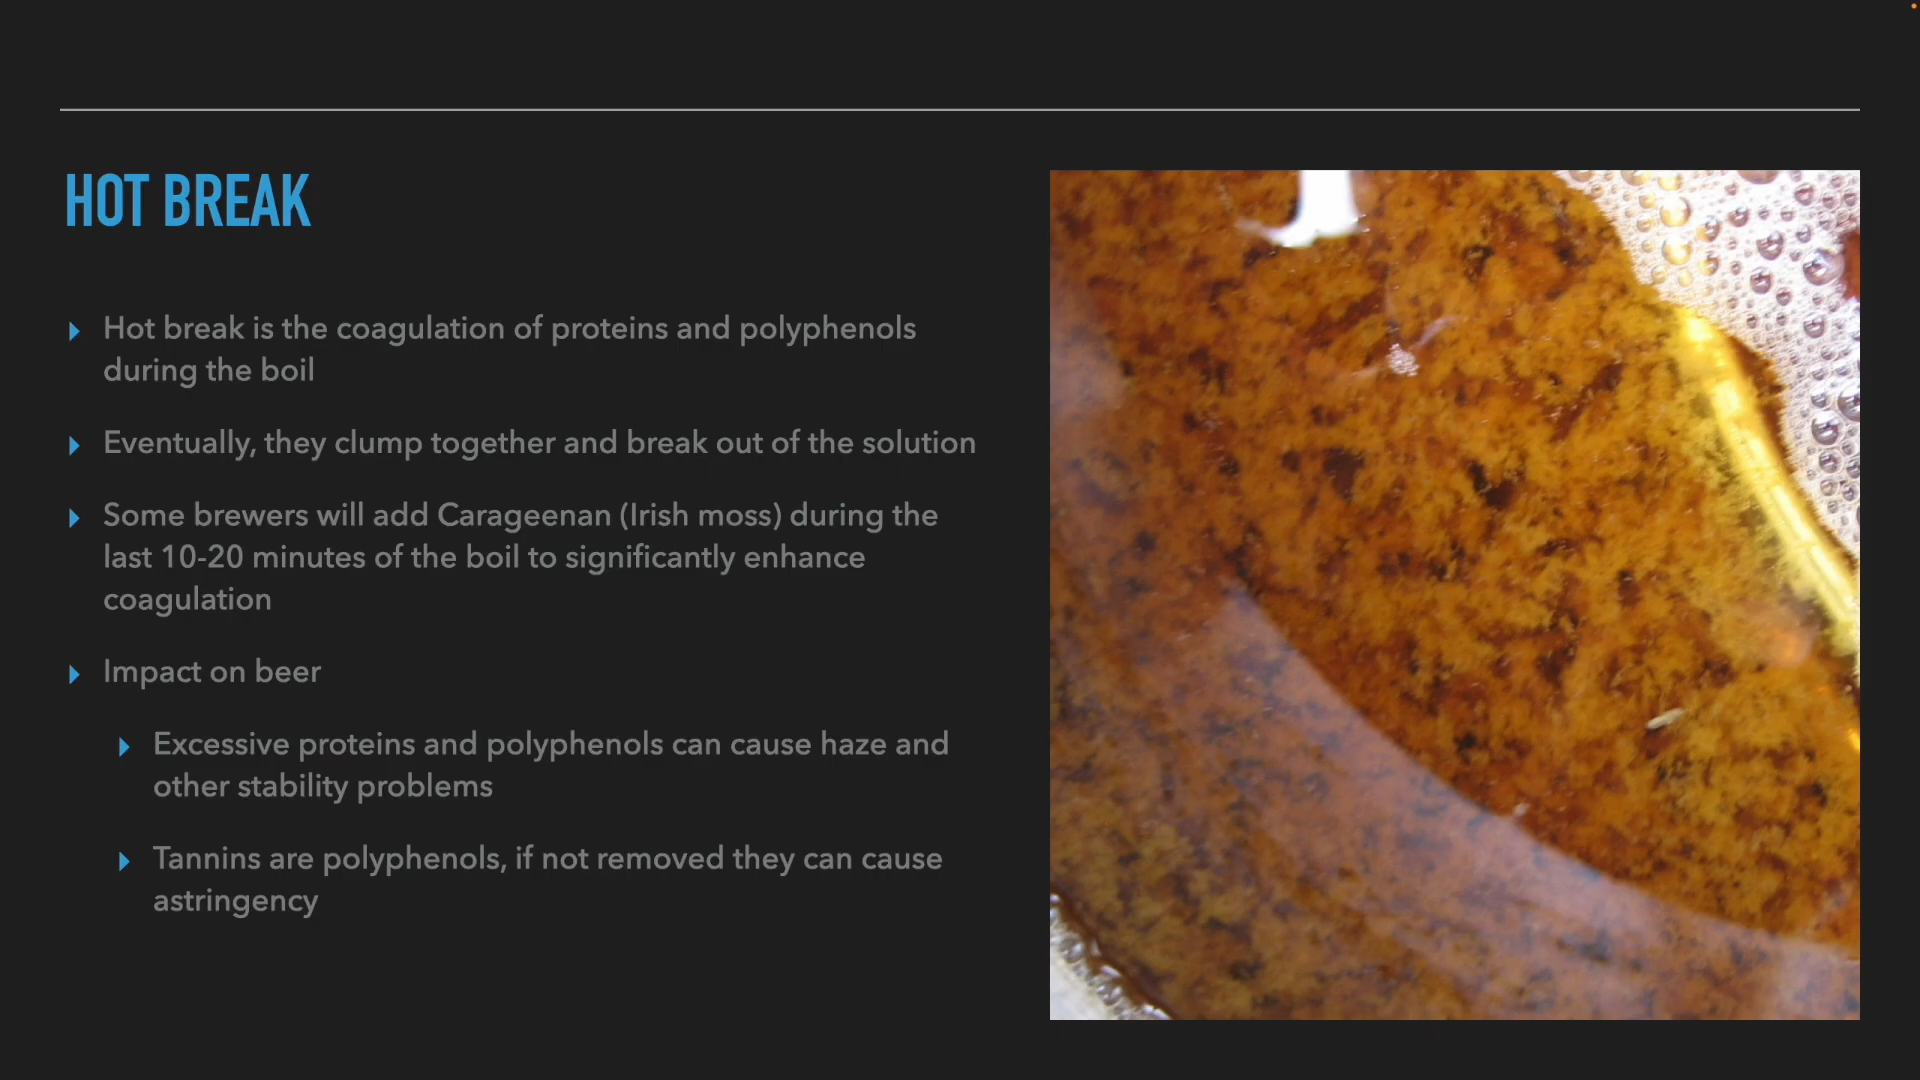 HOT BREAK
Hot break is the coagulation of proteins and polyphenols
during the boil
Eventually, they clump together and break out of the solution
Some brewers will add Carageenan (Irish moss) during the
last 10-20 minutes of the boil to significantly enhance
coagulation
Impact on beer
Excessive proteins and polyphenols can cause haze and
other stability problems
Tannins are polyphenols, if not removed they can cause
astringency